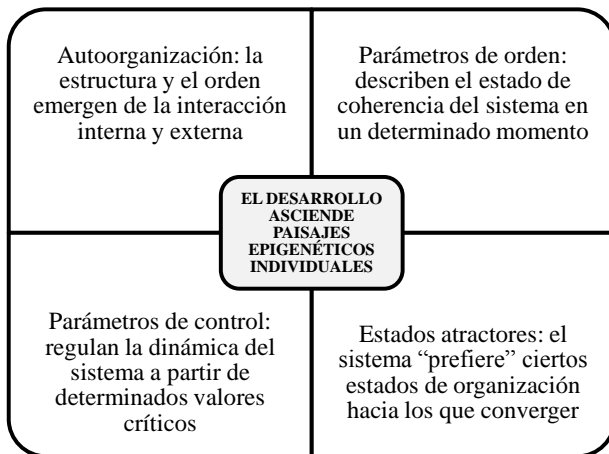 Autoorganización: la
estructura y el orden
emergen de la interacción
interna y externa
Parámetros de orden:
describen el estado de
coherencia del sistema en
un determinado momento
EL DESARROLLO
ASCIENDE
PAISAJES
EPIGENÉTICOS
INDIVIDUALES
Parámetros de control:
regulan la dinámica del
sistema a partir de
determinados valores
críticos
Estados atractores: el
sistema “prefiere” ciertos
estados de organización
hacia los que converger